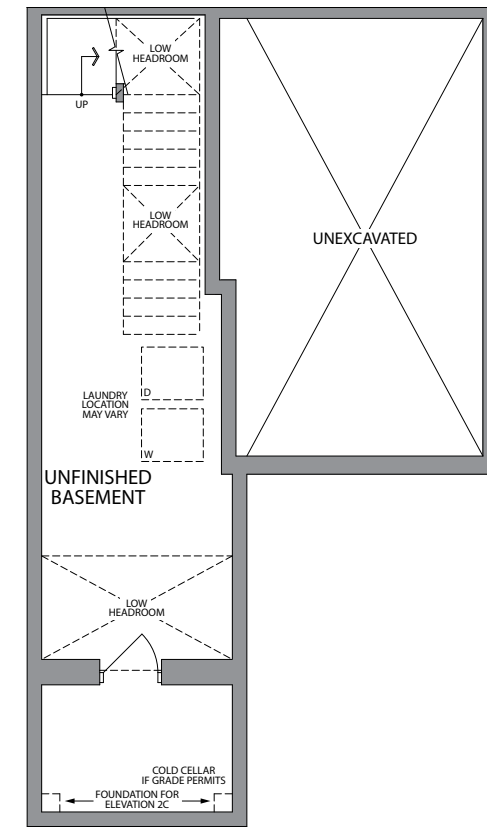 LOW
HEADROOM
UP
LOW
HEADROOM
UNEXCAVATED
D
LAUNDRY
LOCATION
MAY VARY
W
UNFINISHED
BASEMENT
LOW
HEADROOM
COLD CELLAR
IF GRADE PERMITS
FOUNDATION FOR
ELEVATION 2C